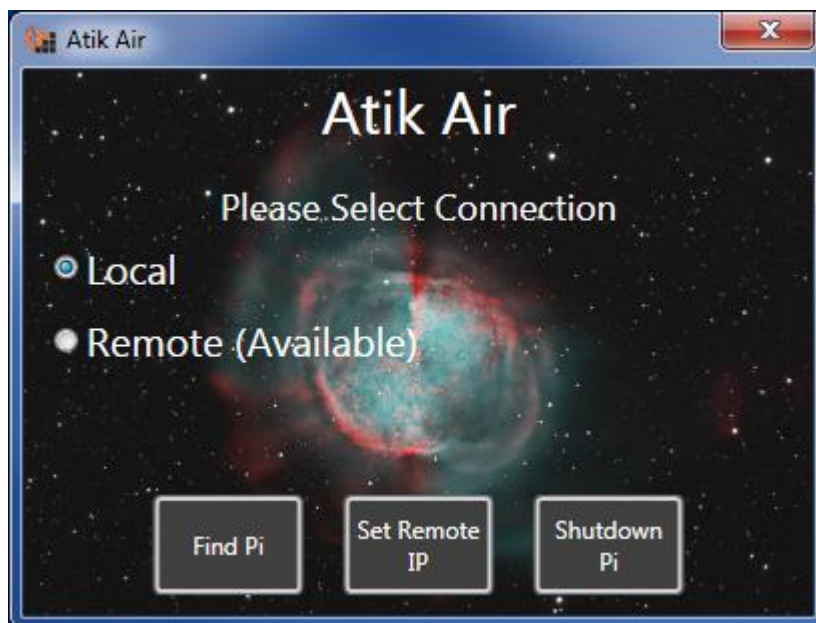 Atik Air
Atik Air
Please Select Connection
Local
Remote (Available)
Find Pi
Set Remote
IP
Shutdown
Pi